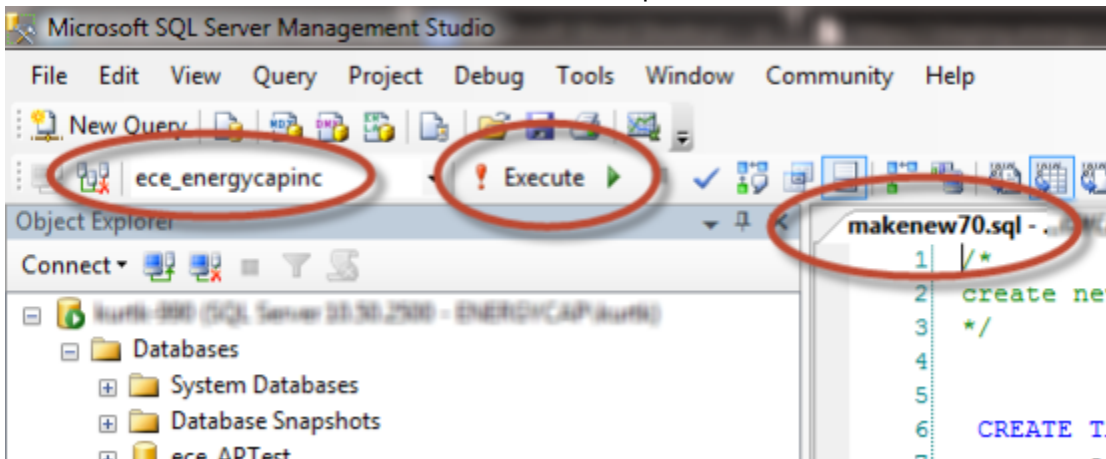 Microsoft SQL Server Management Studio
File Edit View Query Project Debug Tools Window Community Help
New Query
ece_energycapinc Execute
Object Explorer
makenew70.sql - .
Connect
1 /*
2 create ne
3 */
4
5
6 CREATE T
Databases
System Databases
Database Snapshots
ece_APTest